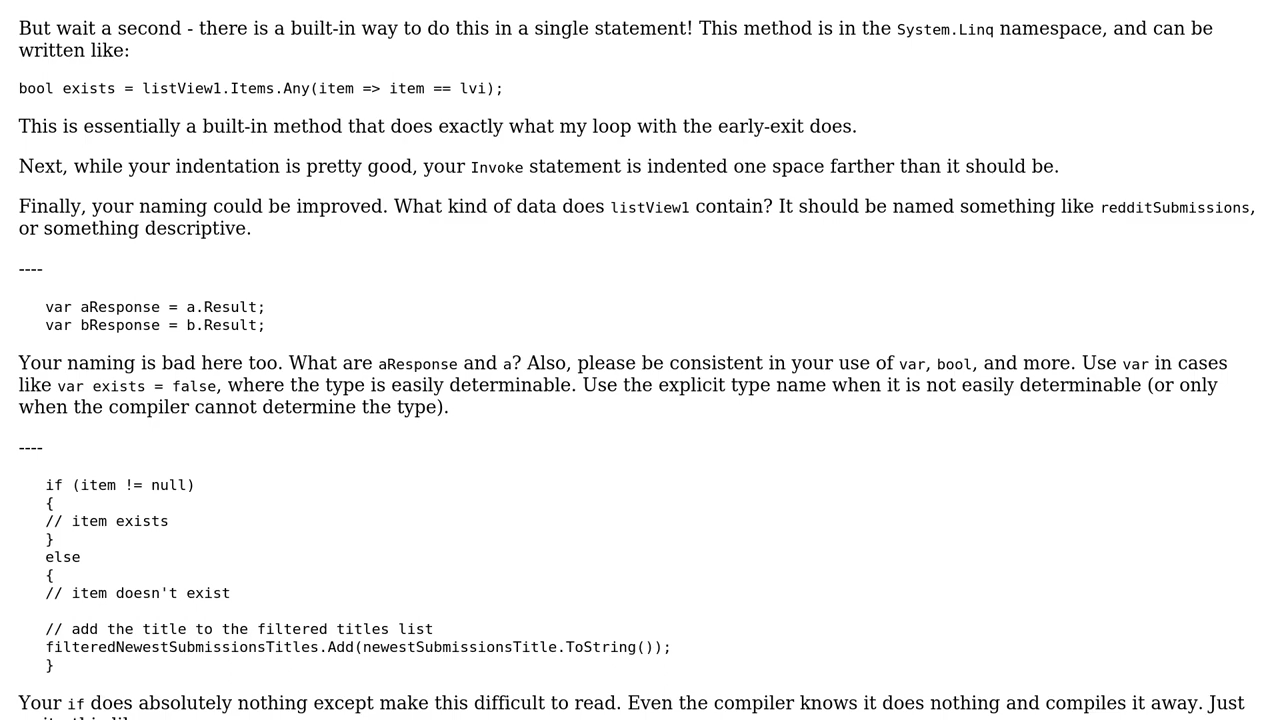 But wait a second - there is a built-in way to do this in a single statement! This method is in the System.Linq namespace, and can be
written like:
bool exists = listView1.Items.Any(item => item == lvi);
This is essentially a built-in method that does exactly what my loop with the early-exit does.
Next, while your indentation is pretty good, your Invoke statement is indented one space farther than it should be.
Finally, your naming could be improved. What kind of data does listView1 contain? It should be named something like redditSubmissions,
or something descriptive.
----
var aResponse = a.Result;
var bResponse = b.Result;
Your naming is bad here too. What are aResponse and a? Also, please be consistent in your use of var, bool, and more. Use var in cases
like var exists = false, where the type is easily determinable. Use the explicit type name when it is not easily determinable (or only
when the compiler cannot determine the type).
----
if (item != null)
{
// item exists
}
else
{
// item doesn't exist
// add the title to the filtered titles list
filteredNewestSubmissionsTitles.Add(newestSubmissionsTitle.ToString());
}
Your if does absolutely nothing except make this difficult to read. Even the compiler knows it does nothing and compiles it away. Just